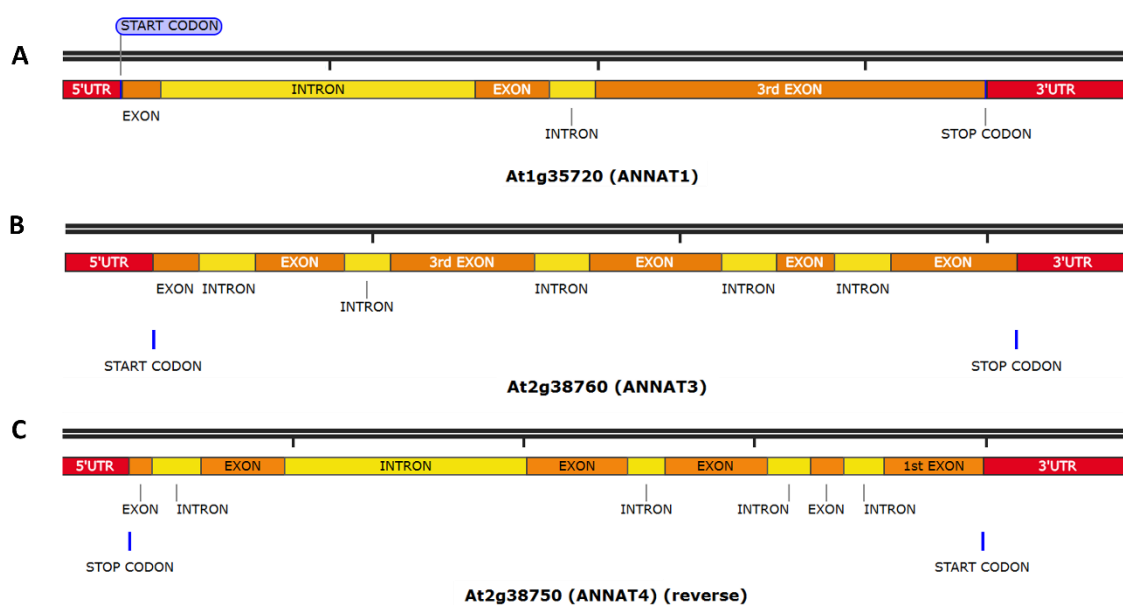 START CODON
A
5'UTR INTRON EXON 3rd EXON 3'UTR
EXON INTRON STOP CODON
At1g35720 (ANNAT1)
B
5'UTR EXON 3rd EXON EXON EXON EXON 3'UTR
EXON INTRON INTRON INTRON INTRON INTRON
START CODON STOP CODON
At2g38760 (ANNAT3)
C
5'UTR EXON INTRON EXON EXON 1st EXON 3'UTR
EXON INTRON INTRON INTRON EXON INTRON
STOP CODON START CODON
At2g38750 (ANNAT4) (reverse)